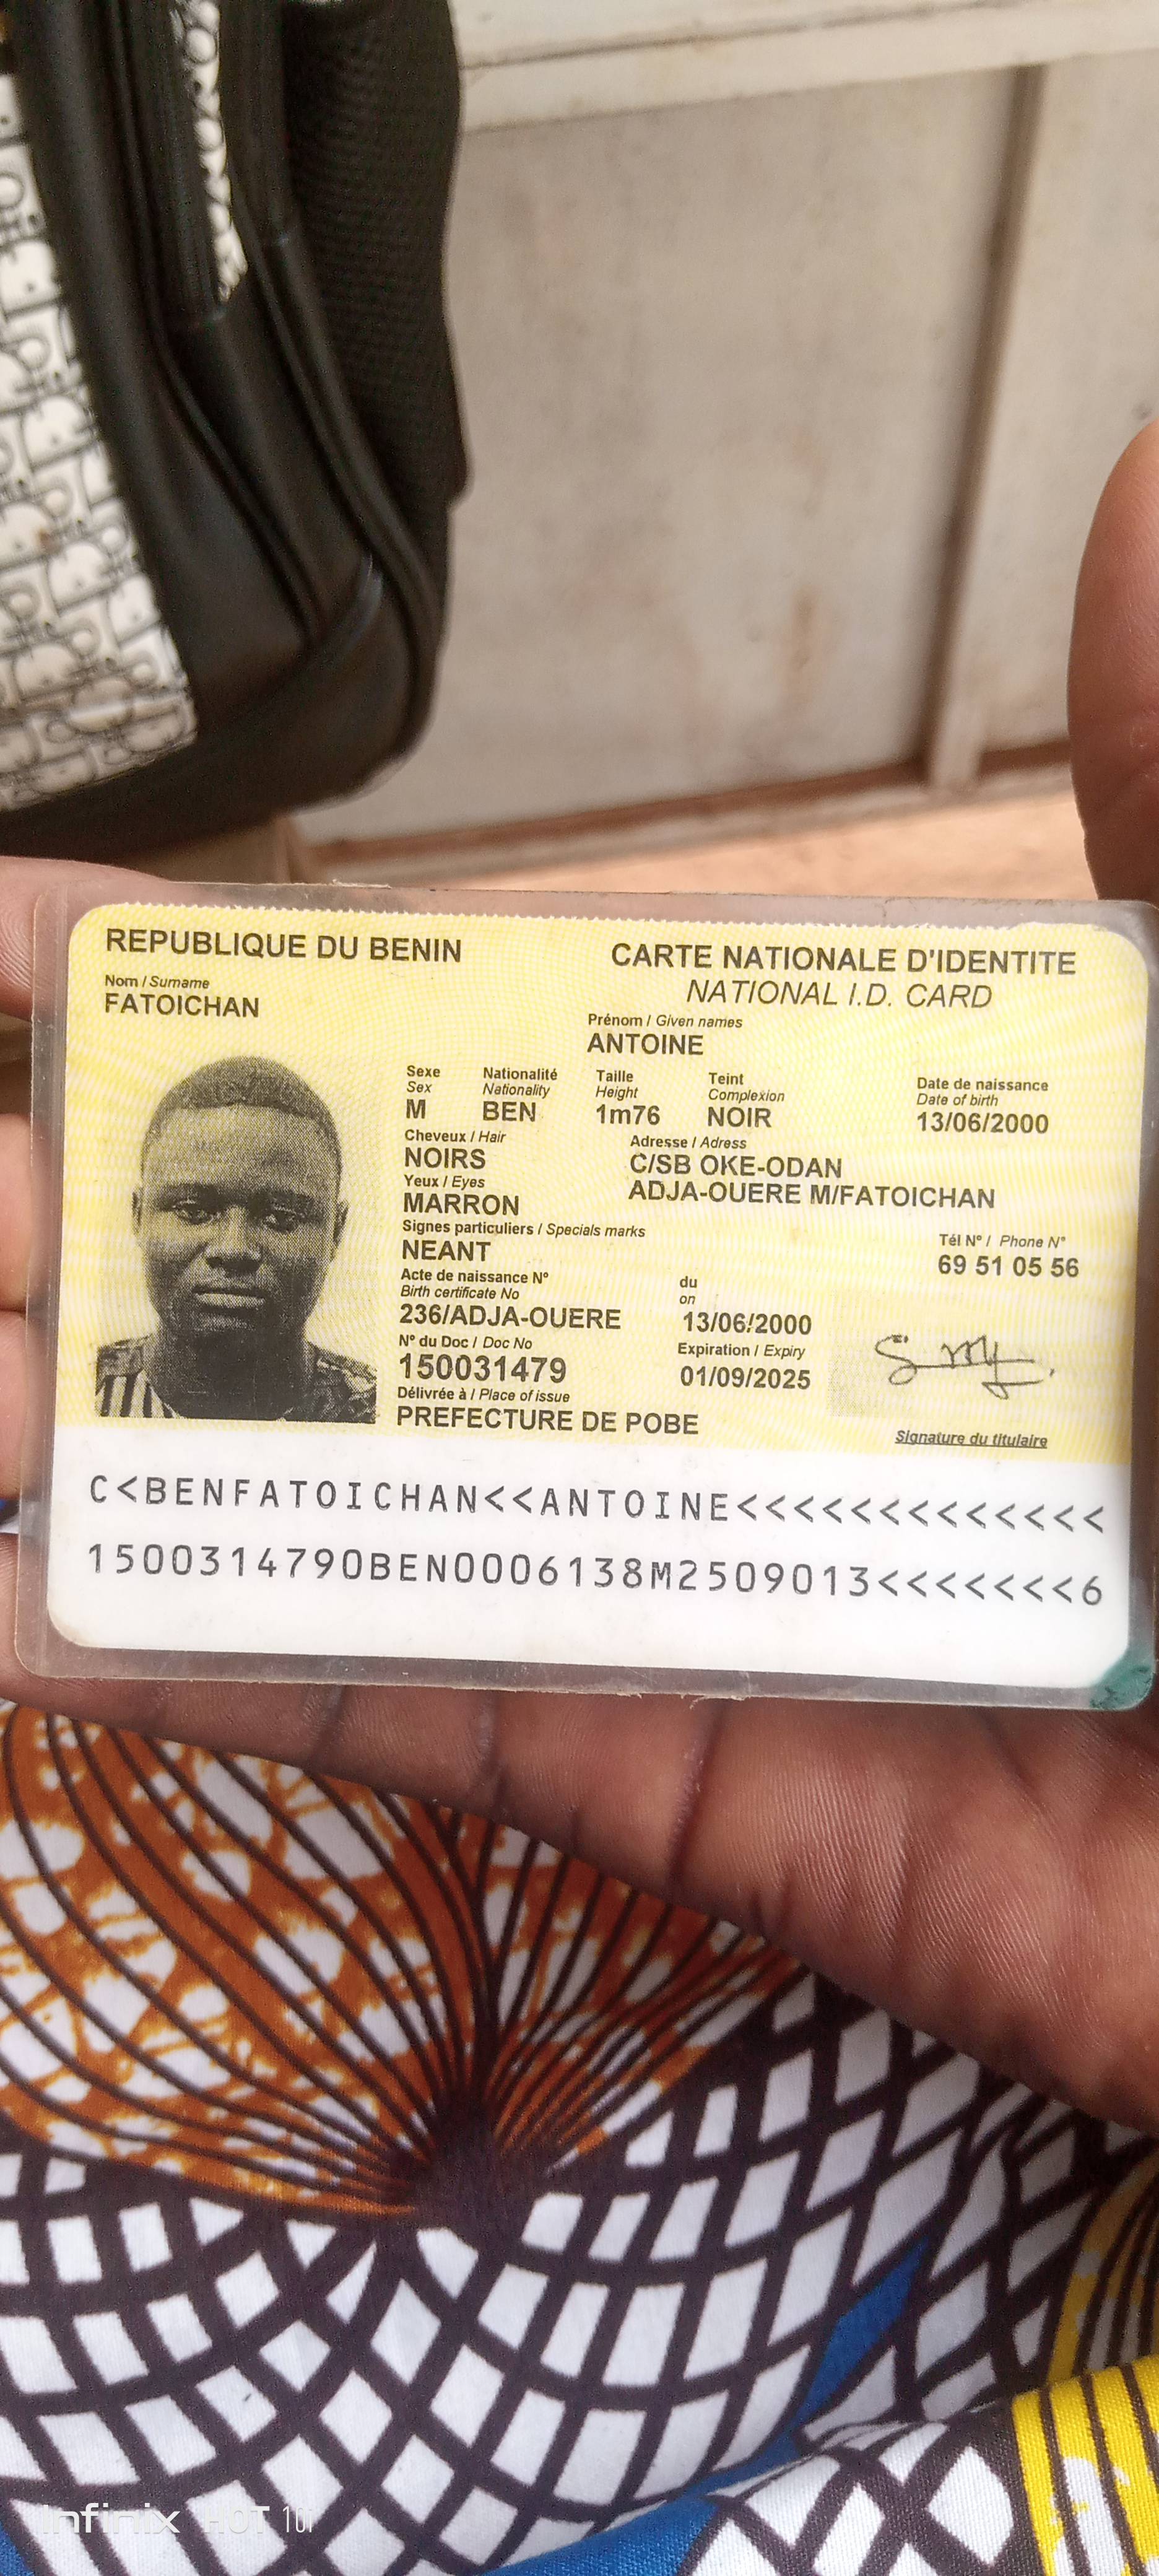 REPUBLIQUE DU BENIN
CARTE NATIONALE D'IDENTITE
NATIONAL I.D. CARD
Nom / Surname
FATOICHAN
Prénom / Given names
ANTOINE
Sexe Nationalité Taille Teint Date de naissance
Sex Nationality Height Complexion Date of birth
M BEN 1m76 NOIR 13/06/2000
Cheveux / Hair
NOIRS
Adresse / Adress
C/SB OKE-ODAN
ADJA-OUERE M/FATOICHAN
Yeux / Eyes
MARRON
Signes particuliers / Specials marks
NEANT
Tél N° / Phone N°
69 51 05 56
Acte de naissance N° du
Birth certificate No on
236/ADJA-OUERE 13/06/2000
N° du Doc / Doc No Expiration / Expiry
150031479 01/09/2025
Délivrée à / Place of issue
PREFECTURE DE POBE
Signature du titulaire
C<BENFATOICHAN<<ANTOINE<<<<<<<<<<<<<
1500314790BEN0006138M2509013<<<<<<<6
Infinix HOT 10i